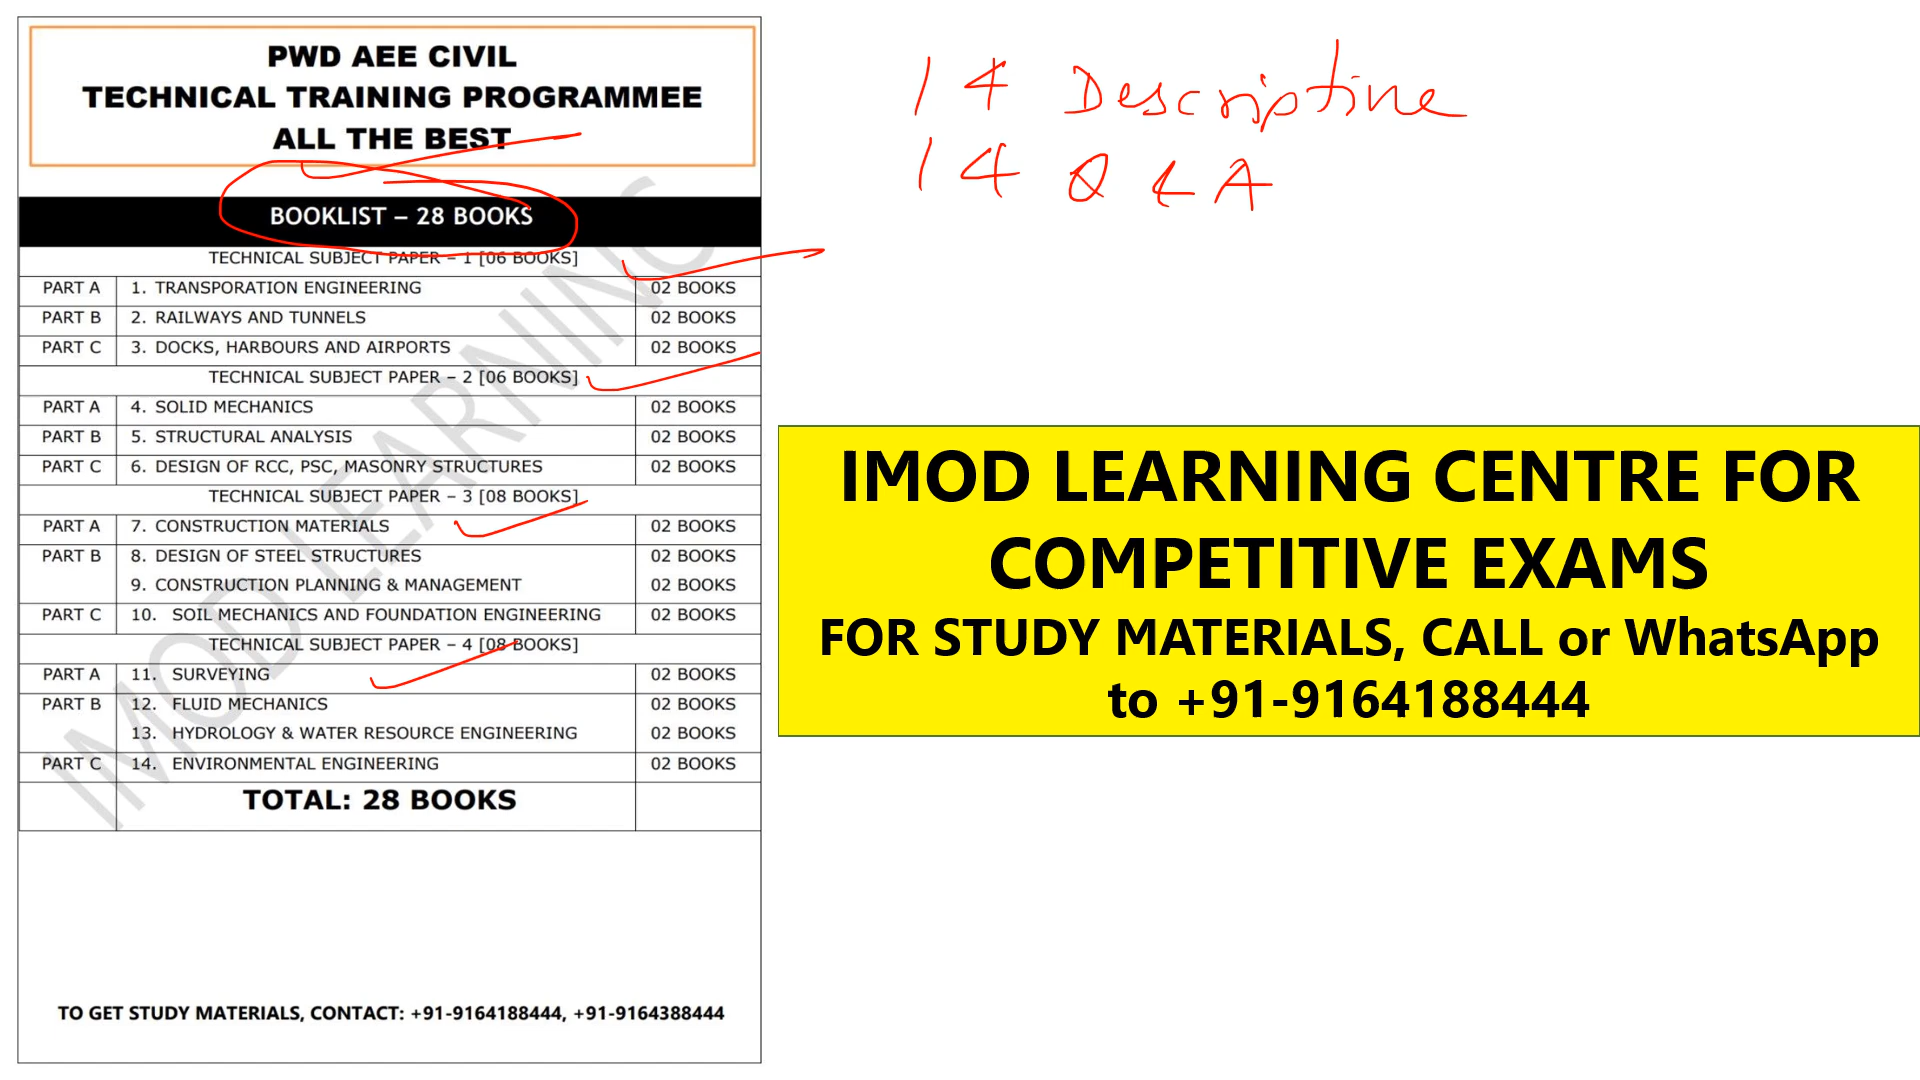 PWD AEE CIVIL
TECHNICAL TRAINING PROGRAMMEE
ALL THE BEST
BOOKLIST – 28 BOOKS
TECHNICAL SUBJECT PAPER – 1 [06 BOOKS]
PART A 1. TRANSPORATION ENGINEERING 02 BOOKS
PART B 2. RAILWAYS AND TUNNELS 02 BOOKS
PART C 3. DOCKS, HARBOURS AND AIRPORTS 02 BOOKS
TECHNICAL SUBJECT PAPER – 2 [06 BOOKS]
PART A 4. SOLID MECHANICS 02 BOOKS
PART B 5. STRUCTURAL ANALYSIS 02 BOOKS
PART C 6. DESIGN OF RCC, PSC, MASONRY STRUCTURES 02 BOOKS
TECHNICAL SUBJECT PAPER – 3 [08 BOOKS]
PART A 7. CONSTRUCTION MATERIALS 02 BOOKS
PART B 8. DESIGN OF STEEL STRUCTURES 02 BOOKS
9. CONSTRUCTION PLANNING & MANAGEMENT 02 BOOKS
PART C 10. SOIL MECHANICS AND FOUNDATION ENGINEERING 02 BOOKS
TECHNICAL SUBJECT PAPER – 4 [08 BOOKS]
PART A 11. SURVEYING 02 BOOKS
PART B 12. FLUID MECHANICS 02 BOOKS
13. HYDROLOGY & WATER RESOURCE ENGINEERING 02 BOOKS
PART C 14. ENVIRONMENTAL ENGINEERING 02 BOOKS
TOTAL: 28 BOOKS
TO GET STUDY MATERIALS, CONTACT: +91-9164188444, +91-9164388444
IMOD LEARNING
14 Descriptive
14 Q & A
IMOD LEARNING CENTRE FOR
COMPETITIVE EXAMS
FOR STUDY MATERIALS, CALL or WhatsApp
to +91-9164188444